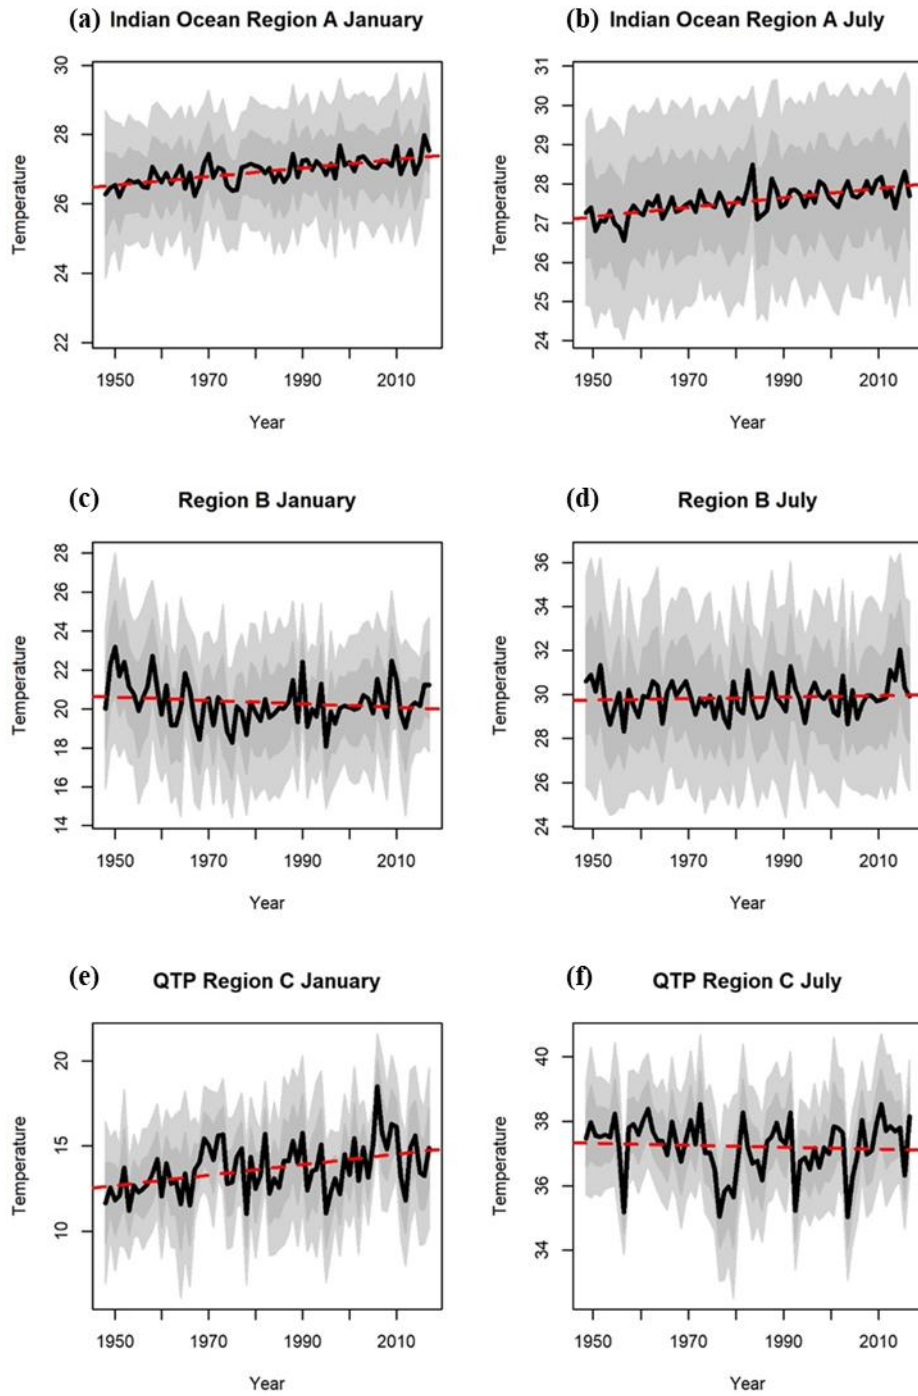 (a) Indian Ocean Region A January
30
28
26
24
22
Temperature
1950 1970 1990 2010
Year
(b) Indian Ocean Region A July
31
30
29
28
27
26
25
24
Temperature
1950 1970 1990 2010
Year
(c) Region B January
28
26
24
22
20
18
16
14
Temperature
1950 1970 1990 2010
Year
(d) Region B July
36
34
32
30
28
26
24
Temperature
1950 1970 1990 2010
Year
(e) QTP Region C January
20
15
10
Temperature
1950 1970 1990 2010
Year
(f) QTP Region C July
40
38
36
34
Temperature
1950 1970 1990 2010
Year